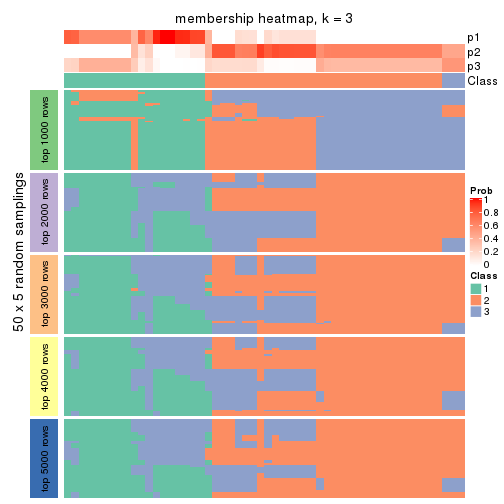 membership heatmap, k = 3
p1
p2
p3
Class
50 x 5 random samplings
top 1000 rows
top 2000 rows
top 3000 rows
top 4000 rows
top 5000 rows
Prob
1
0.8
0.6
0.4
0.2
0
Class
1
2
3